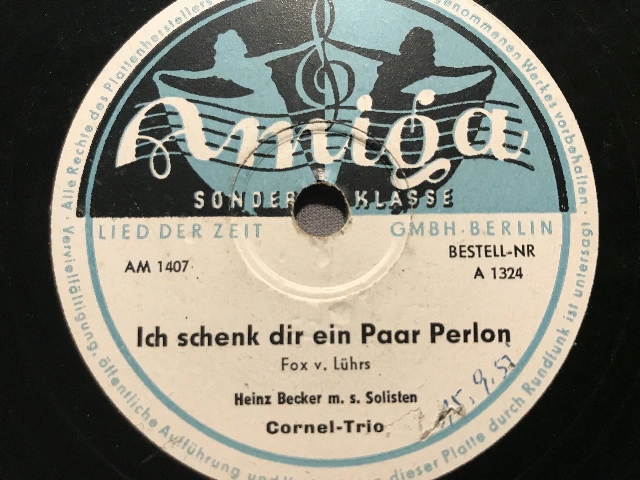 Amiga
SONDER KLASSE
LIED DER ZEIT GMBH·BERLIN
AM 1407
BESTELL-NR
A 1324
Ich schenk dir ein Paar Perlon
Fox v. Lührs
Heinz Becker m. s. Solisten
Cornel-Trio
· Alle Rechte des Plattenherstellers
genommenen Werkes vorbehalten ·
Vervielfältigung, öffentliche Aufführung und
dieser Platte durch Rundfunk ist untersagt